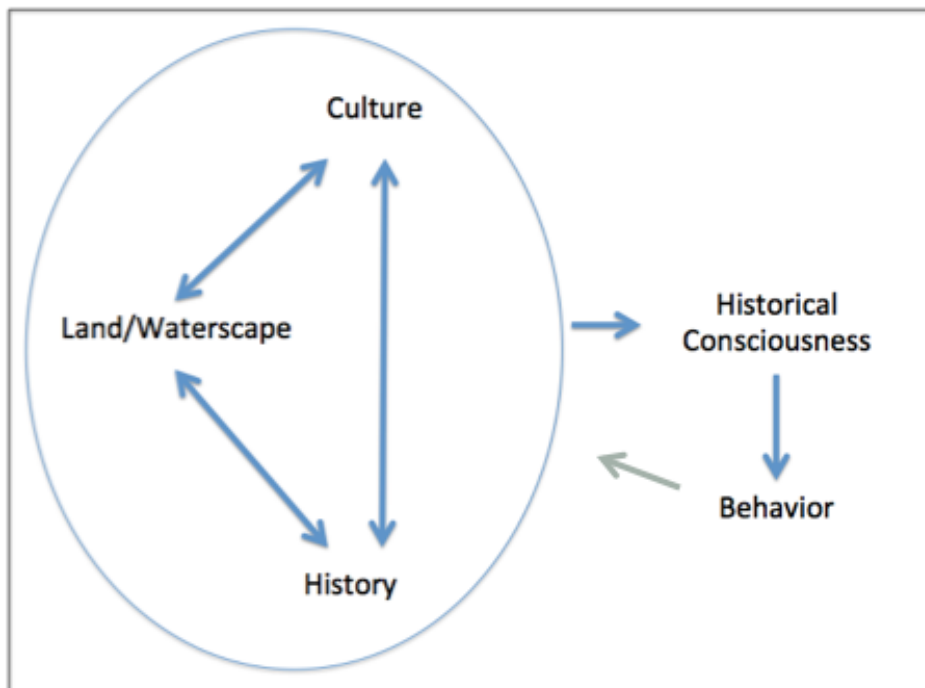 Culture
Land/Waterscape
Historical
Consciousness
Behavior
History